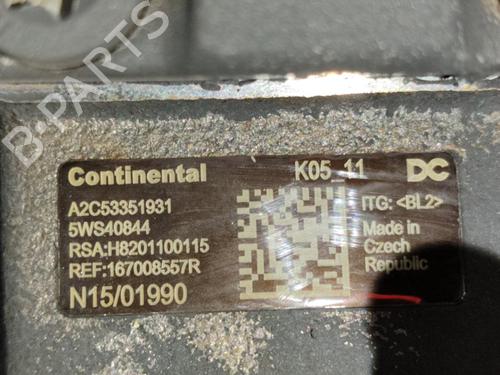 Continental K05 11 DC
A2C53351931
5WS40844
RSA:H8201100115
REF:167008557R
N15/01990
ITG: <BL2>
Made in
Czech
Republic
B-PARTS